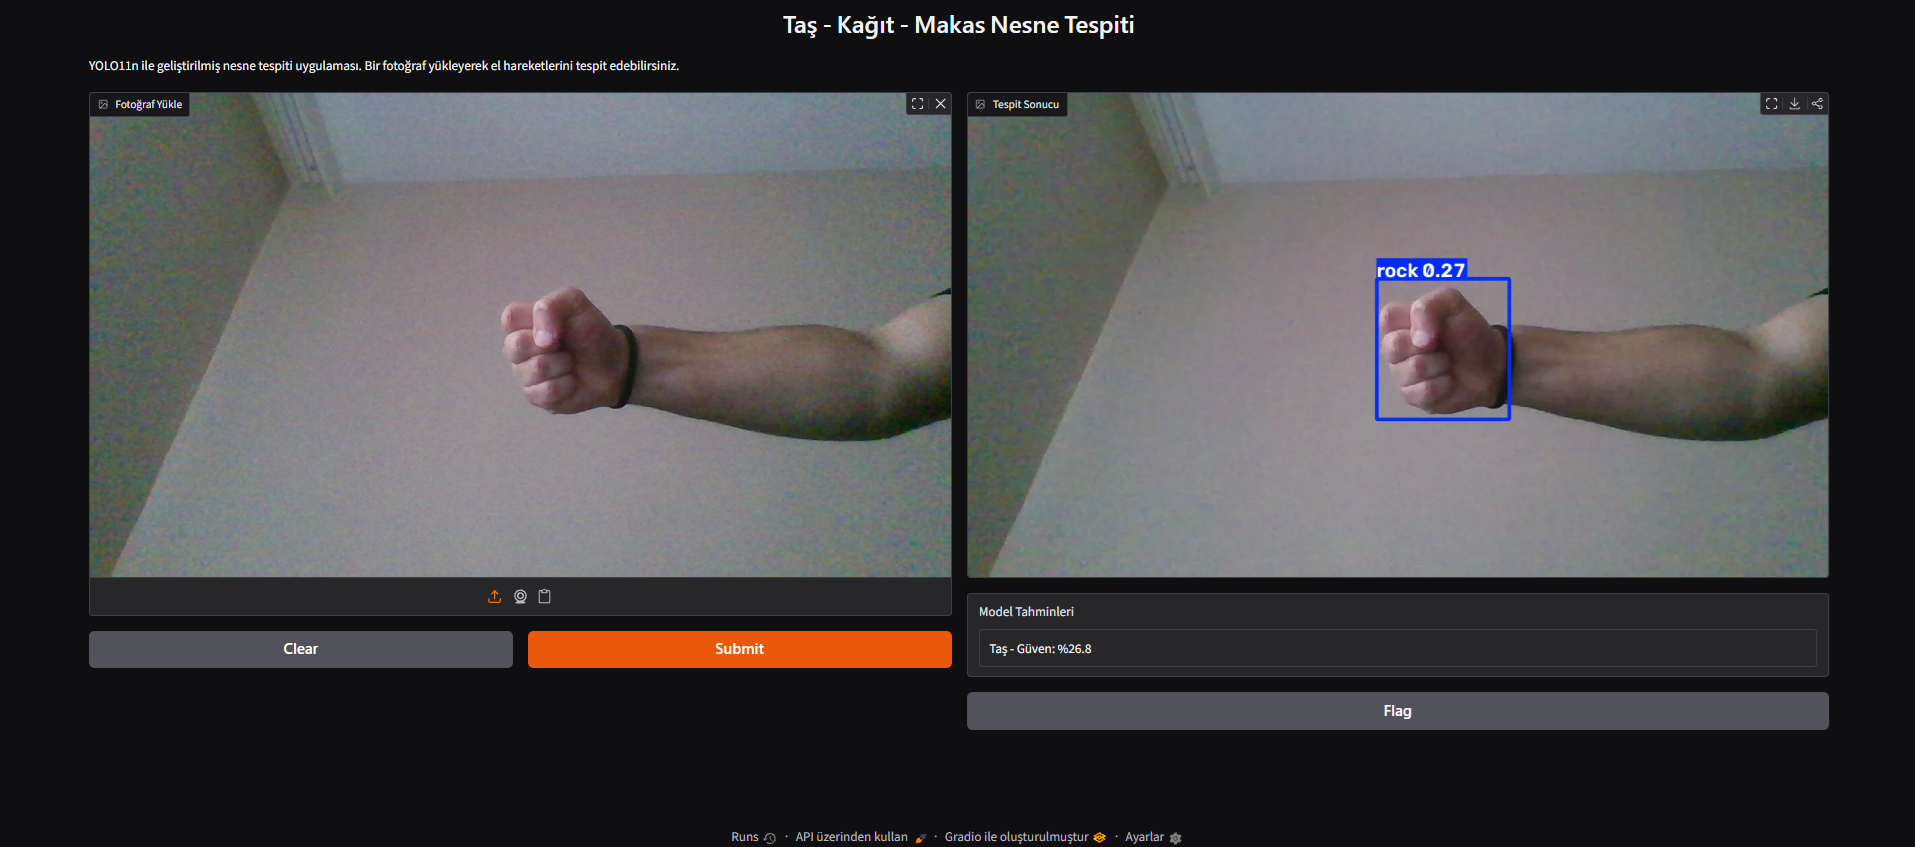 Taş - Kağıt - Makas Nesne Tespiti
YOLO11n ile geliştirilmiş nesne tespiti uygulaması. Bir fotoğraf yükleyerek el hareketlerini tespit edebilirsiniz.
Fotoğraf Yükle
Tespit Sonucu
rock 0.27
Clear
Submit
Model Tahminleri
Taş - Güven: %26.8
Flag
Runs · API üzerinden kullan · Gradio ile oluşturulmuştur · Ayarlar